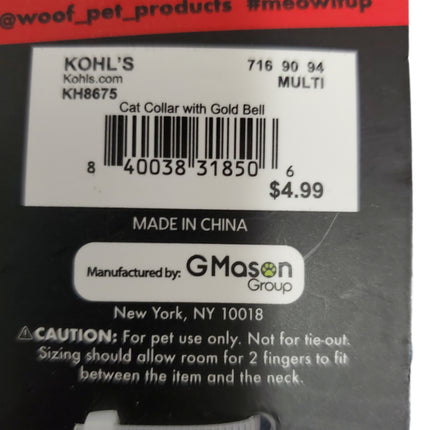 @woof_pet_products #meowitup
KOHL'S 716 90 94
Kohls.com MULTI
KH8675
Cat Collar with Gold Bell
8 40038 31850 6
$4.99
MADE IN CHINA
Manufactured by: GMason Group
New York, NY 10018
⚠CAUTION: For pet use only. Not for tie-out.
Sizing should allow room for 2 fingers to fit
between the item and the neck.